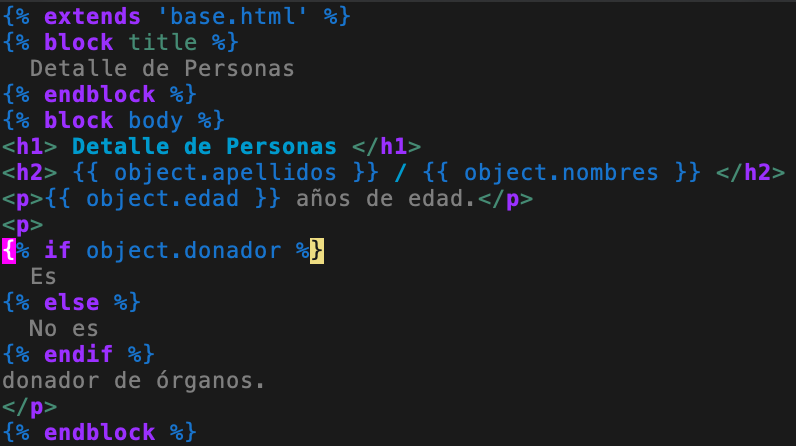 {% extends 'base.html' %}
{% block title %}
  Detalle de Personas
{% endblock %}
{% block body %}
<h1> Detalle de Personas </h1>
<h2> {{ object.apellidos }} / {{ object.nombres }} </h2>
<p>{{ object.edad }} años de edad.</p>
<p>
{% if object.donador %}
  Es
{% else %}
  No es
{% endif %}
donador de órganos.
</p>
{% endblock %}